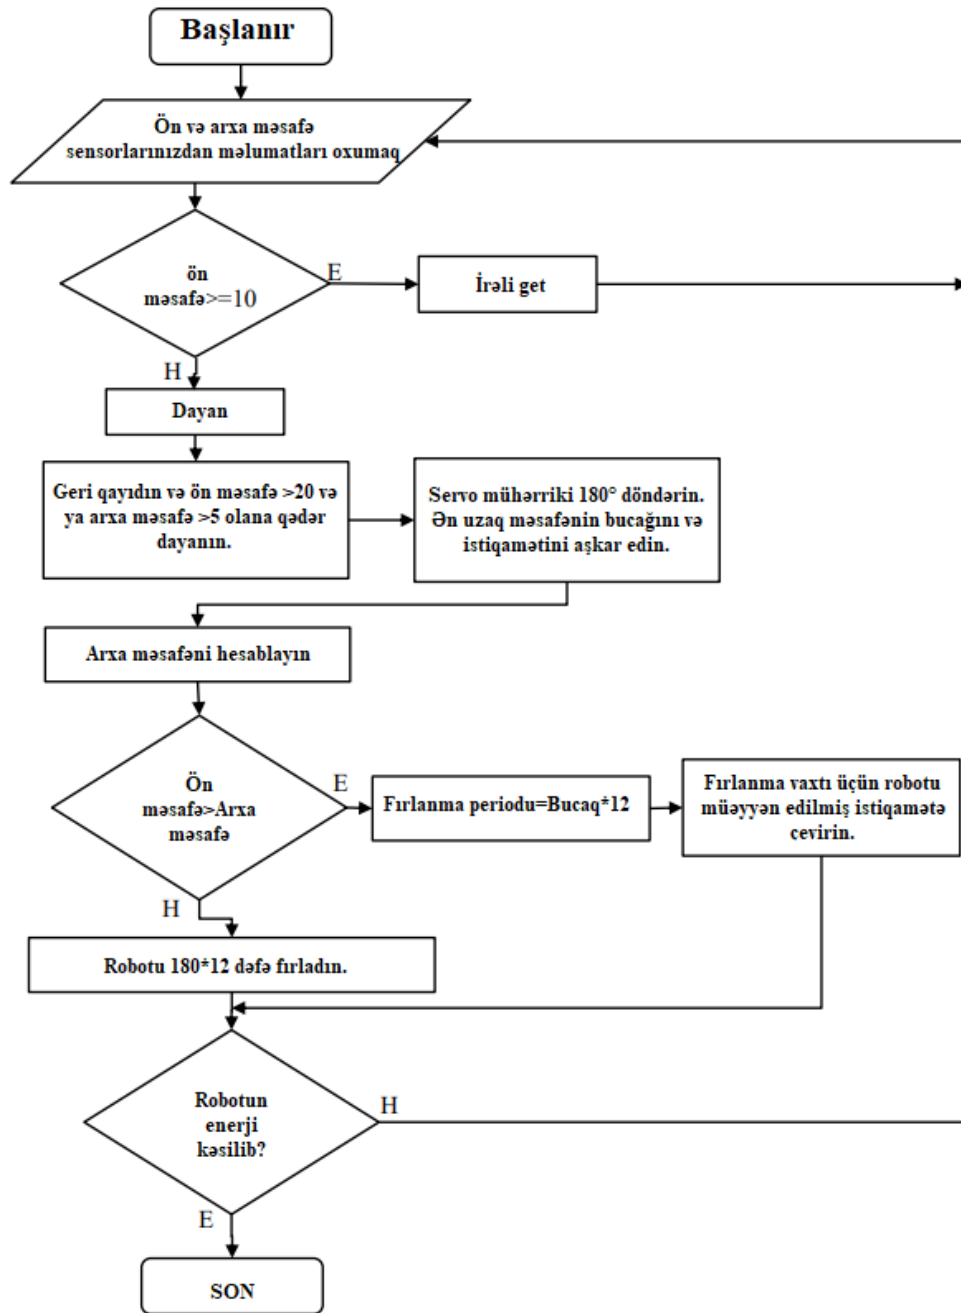 Başlanır
Ön və arxa məsafə
sensorlarınızdan məlumatları oxumaq
ön
məsafə>=10
E
İrəli get
H
Dayan
Geri qayıdın və ön məsafə >20 və
ya arxa məsafə >5 olana qədər
dayanın.
Servo mühərriki 180° döndərin.
Ən uzaq məsafənin bucağını və
istiqamətini aşkar edin.
Arxa məsafəni hesablayın
Ön
məsafə>Arxa
məsafə
E
Fırlanma periodu=Bucaq*12
Fırlanma vaxtı üçün robotu
müəyyən edilmiş istiqamətə
cevirin.
H
Robotu 180*12 dəfə fırladın.
Robotun
enerji
kəsilib?
H
E
SON